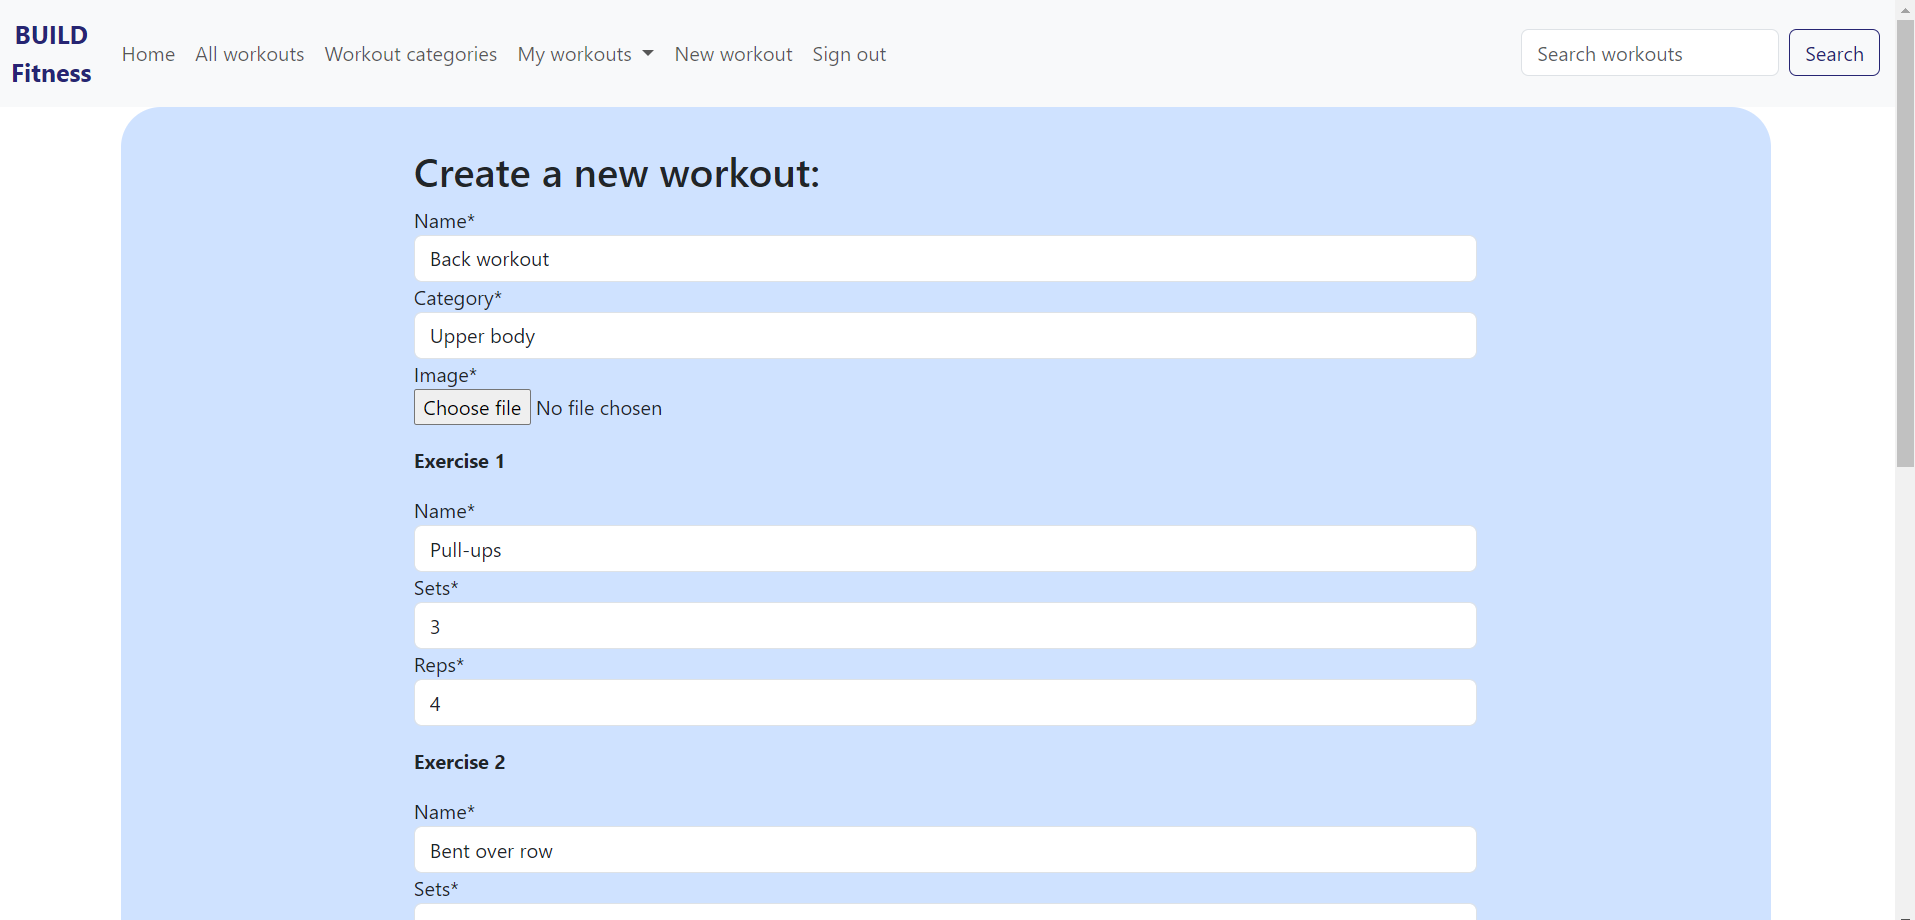 BUILD
Fitness
Home All workouts Workout categories My workouts New workout Sign out Search workouts Search
Create a new workout:
Name*
Back workout
Category*
Upper body
Image*
Choose file No file chosen
Exercise 1
Name*
Pull-ups
Sets*
3
Reps*
4
Exercise 2
Name*
Bent over row
Sets*